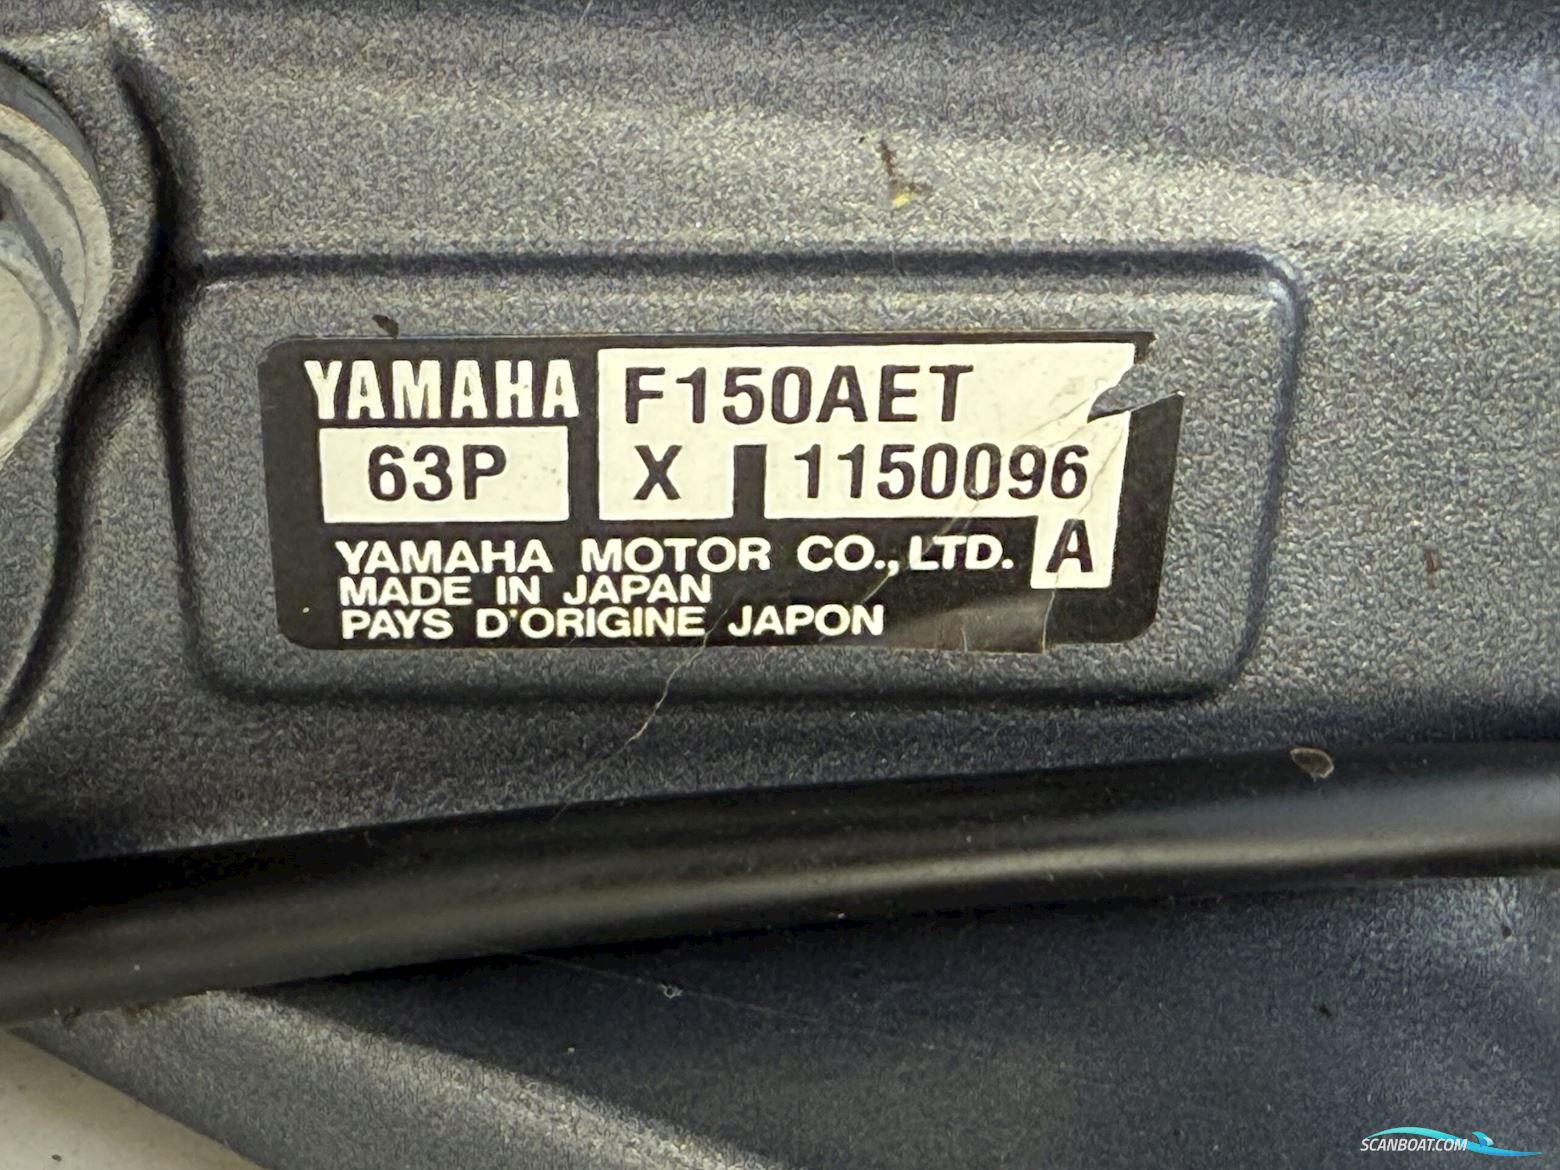 YAMAHA F150AET
63P X 1150096
YAMAHA MOTOR CO., LTD. A
MADE IN JAPAN
PAYS D'ORIGINE JAPON
SCANBOAT.COM